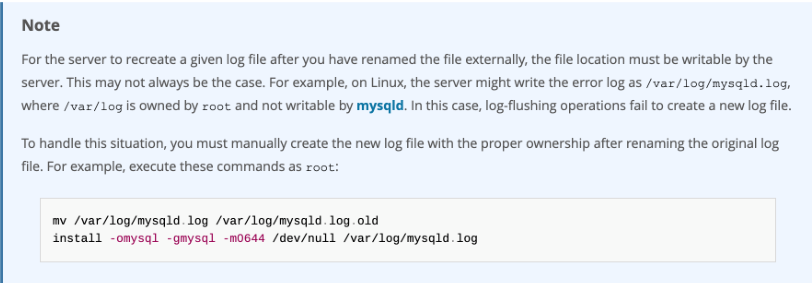 Note
For the server to recreate a given log file after you have renamed the file externally, the file location must be writable by the
server. This may not always be the case. For example, on Linux, the server might write the error log as /var/log/mysqld.log,
where /var/log is owned by root and not writable by mysqld. In this case, log-flushing operations fail to create a new log file.
To handle this situation, you must manually create the new log file with the proper ownership after renaming the original log
file. For example, execute these commands as root:
mv /var/log/mysqld.log /var/log/mysqld.log.old
install -omysql -gmysql -m0644 /dev/null /var/log/mysqld.log